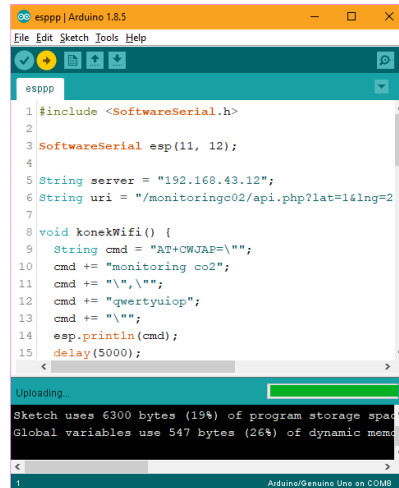 esppp | Arduino 1.8.5
File Edit Sketch Tools Help
esppp
1 #include <SoftwareSerial.h>
2
3 SoftwareSerial esp(11, 12);
4
5 String server = "192.168.43.12";
6 String uri = "/monitoringc02/api.php?lat=1&lng=2
7
8 void konekWifi() {
9 String cmd = "AT+CWJAP=\"";
10 cmd += "monitoring co2";
11 cmd += "\",\"";
12 cmd += "qwertyuiop";
13 cmd += "\"";
14 esp.println(cmd);
15 delay(5000);
Uploading...
Sketch uses 6300 bytes (19%) of program storage spac
Global variables use 547 bytes (26%) of dynamic memo
1 Arduino/Genuino Uno on COM8